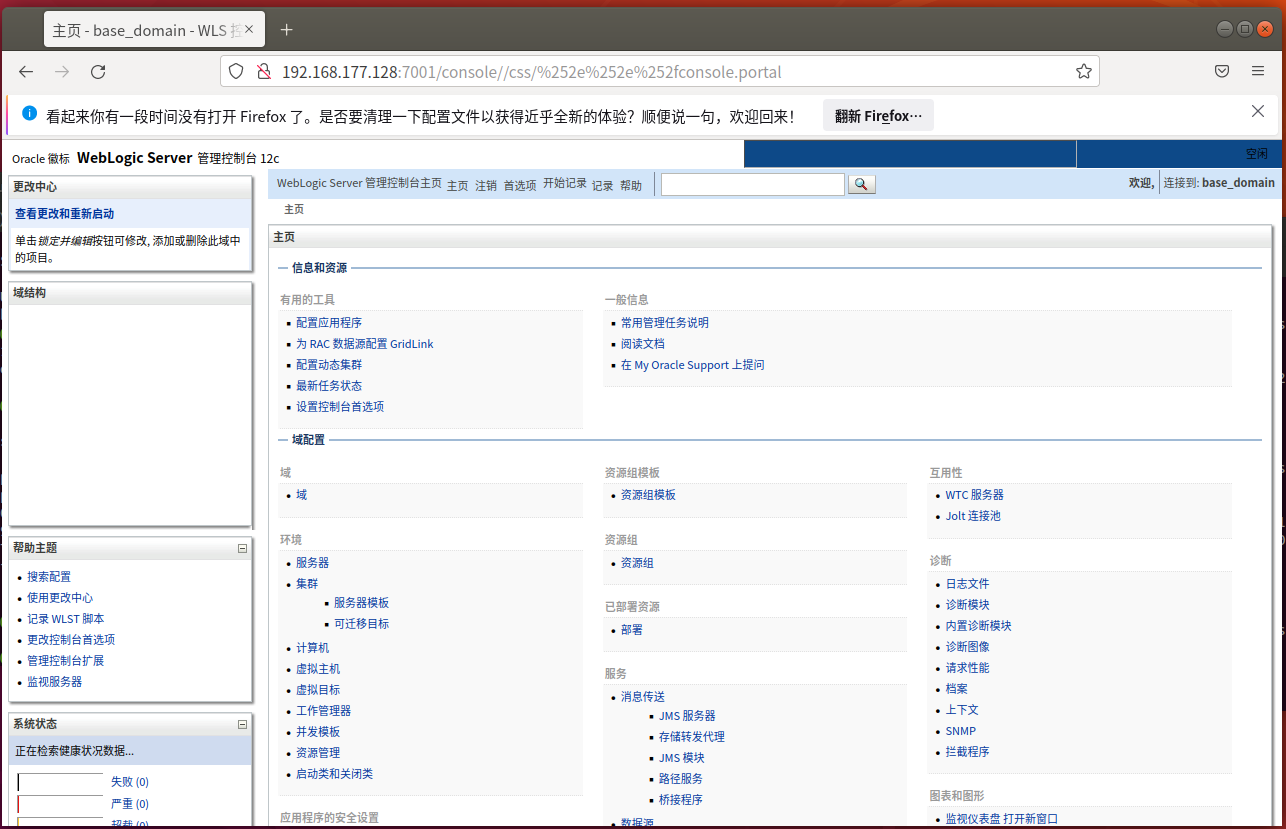 主页 - base_domain - WLS 控
192.168.177.128:7001/console//css/%252e%252e%252fconsole.portal
看起来你有一段时间没有打开 Firefox 了。是否要清理一下配置文件以获得近乎全新的体验？顺便说一句，欢迎回来！
翻新 Firefox…
Oracle 徽标 WebLogic Server 管理控制台 12c
空闲
更改中心
查看更改和重新启动
单击锁定并编辑按钮可修改, 添加或删除此域中
的项目。
域结构
帮助主题
搜索配置
使用更改中心
记录 WLST 脚本
更改控制台首选项
管理控制台扩展
监视服务器
系统状态
正在检索健康状况数据...
失败 (0)
严重 (0)
超载 (0)
WebLogic Server 管理控制台主页 主页 注销 首选项 开始记录 记录 帮助
欢迎, 连接到: base_domain
主页
主页
信息和资源
有用的工具
配置应用程序
为 RAC 数据源配置 GridLink
配置动态集群
最新任务状态
设置控制台首选项
一般信息
常用管理任务说明
阅读文档
在 My Oracle Support 上提问
域配置
域
域
环境
服务器
集群
服务器模板
可迁移目标
计算机
虚拟主机
虚拟目标
工作管理器
并发模板
资源管理
启动类和关闭类
应用程序的安全设置
资源组模板
资源组模板
资源组
资源组
已部署资源
部署
服务
消息传送
JMS 服务器
存储转发代理
JMS 模块
路径服务
桥接程序
数据源
互用性
WTC 服务器
Jolt 连接池
诊断
日志文件
诊断模块
内置诊断模块
诊断图像
请求性能
档案
上下文
SNMP
拦截程序
图表和图形
监视仪表盘 打开新窗口